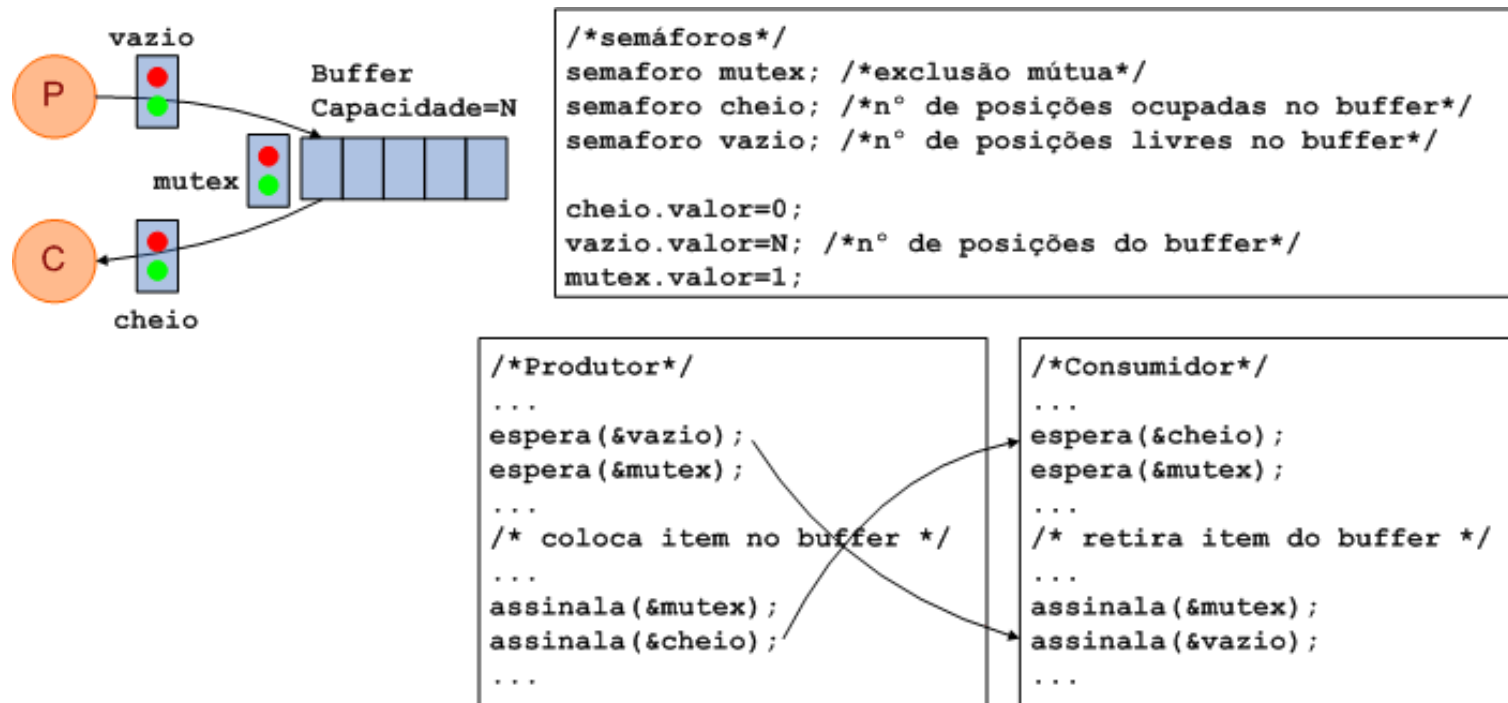 vazio
P
Buffer
Capacidade=N
mutex
C
cheio
/*semáforos*/
semaforo mutex; /*exclusão mútua*/
semaforo cheio; /*n° de posições ocupadas no buffer*/
semaforo vazio; /*n° de posições livres no buffer*/
cheio.valor=0;
vazio.valor=N; /*n° de posições do buffer*/
mutex.valor=1;
/*Produtor*/
...
espera(&vazio);
espera(&mutex);
...
/* coloca item no buffer */
...
assinala(&mutex);
assinala(&cheio);
...
/*Consumidor*/
...
espera(&cheio);
espera(&mutex);
...
/* retira item do buffer */
...
assinala(&mutex);
assinala(&vazio);
...